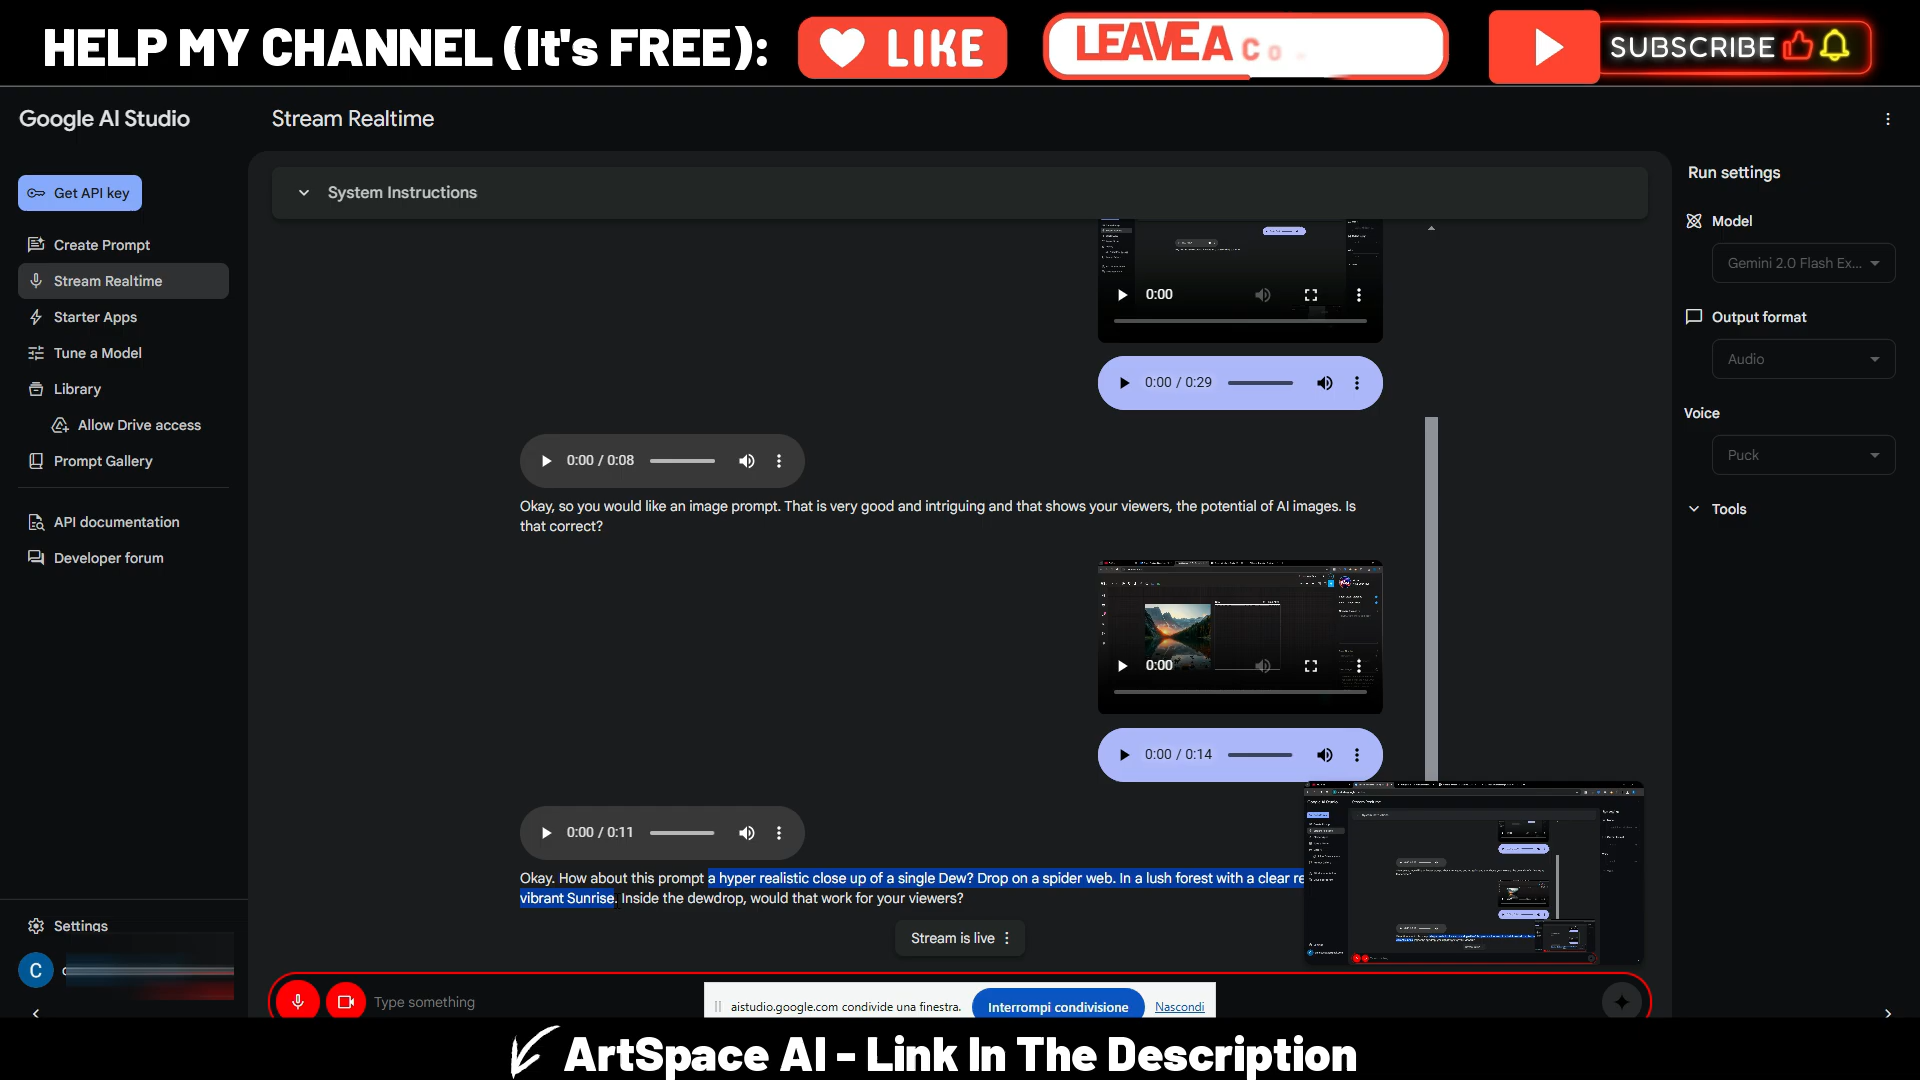 HELP MY CHANNEL (It's FREE):
LIKE
LEAVE A Co
SUBSCRIBE
Google AI Studio
Stream Realtime
Get API key
System Instructions
Run settings
Create Prompt
Stream Realtime
Starter Apps
Tune a Model
Library
Allow Drive access
Prompt Gallery
API documentation
Developer forum
Model
Gemini 2.0 Flash Ex...
Output format
Audio
Voice
Puck
Tools
0:00
0:00 / 0:29
0:00 / 0:08
Okay, so you would like an image prompt. That is very good and intriguing and that shows your viewers, the potential of AI images. Is
that correct?
0:00
0:00 / 0:14
0:00 / 0:11
Okay. How about this prompt a hyper realistic close up of a single Dew? Drop on a spider web. In a lush forest with a clear re
vibrant Sunrise. Inside the dewdrop, would that work for your viewers?
Stream is live
Settings
C
Type something
aistudio.google.com condivide una finestra.
Interrompi condivisione
Nascondi
ArtSpace AI - Link In The Description